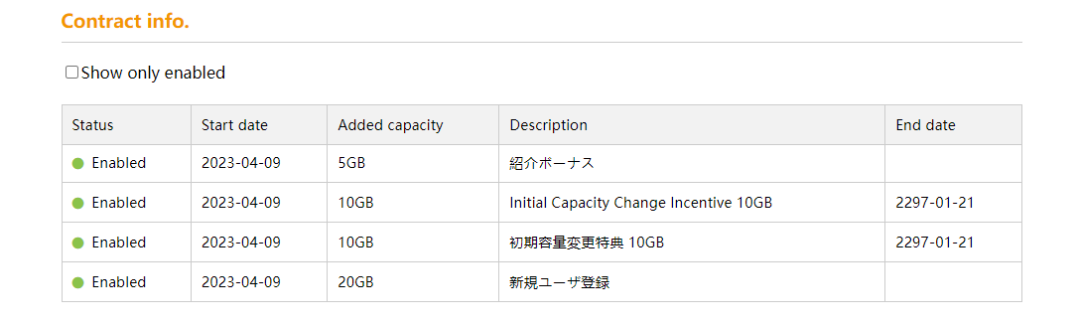 Contract info.
Show only enabled
Status Start date Added capacity Description End date
Enabled 2023-04-09 5GB 紹介ボーナス
Enabled 2023-04-09 10GB Initial Capacity Change Incentive 10GB 2297-01-21
Enabled 2023-04-09 10GB 初期容量変更特典 10GB 2297-01-21
Enabled 2023-04-09 20GB 新規ユーザ登録